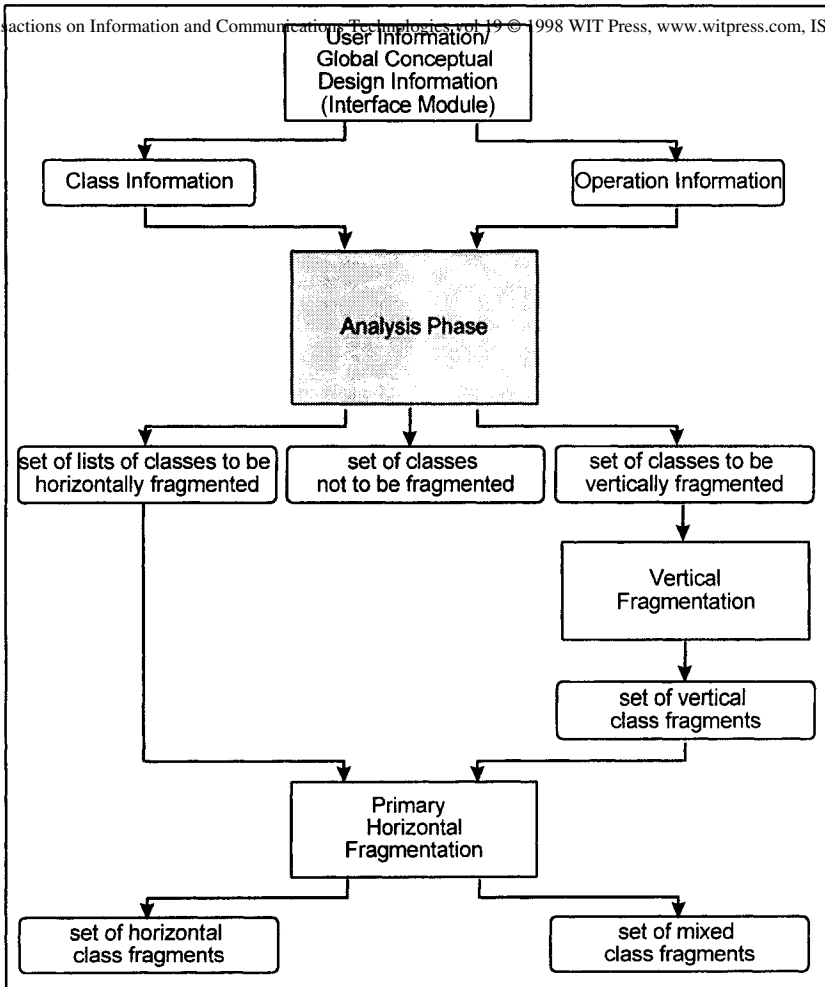 sactions on Information and Communications Technologies vol 19 © 1998 WIT Press, www.witpress.com, IS
User Information/
Global Conceptual
Design Information
(Interface Module)
Class Information
Operation Information
Analysis Phase
set of lists of classes to be
horizontally fragmented
set of classes
not to be fragmented
set of classes to be
vertically fragmented
Vertical
Fragmentation
set of vertical
class fragments
Primary
Horizontal
Fragmentation
set of horizontal
class fragments
set of mixed
class fragments